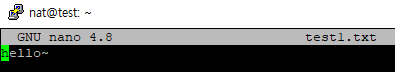 nat@test: ~
GNU nano 4.8 test1.txt
hello~